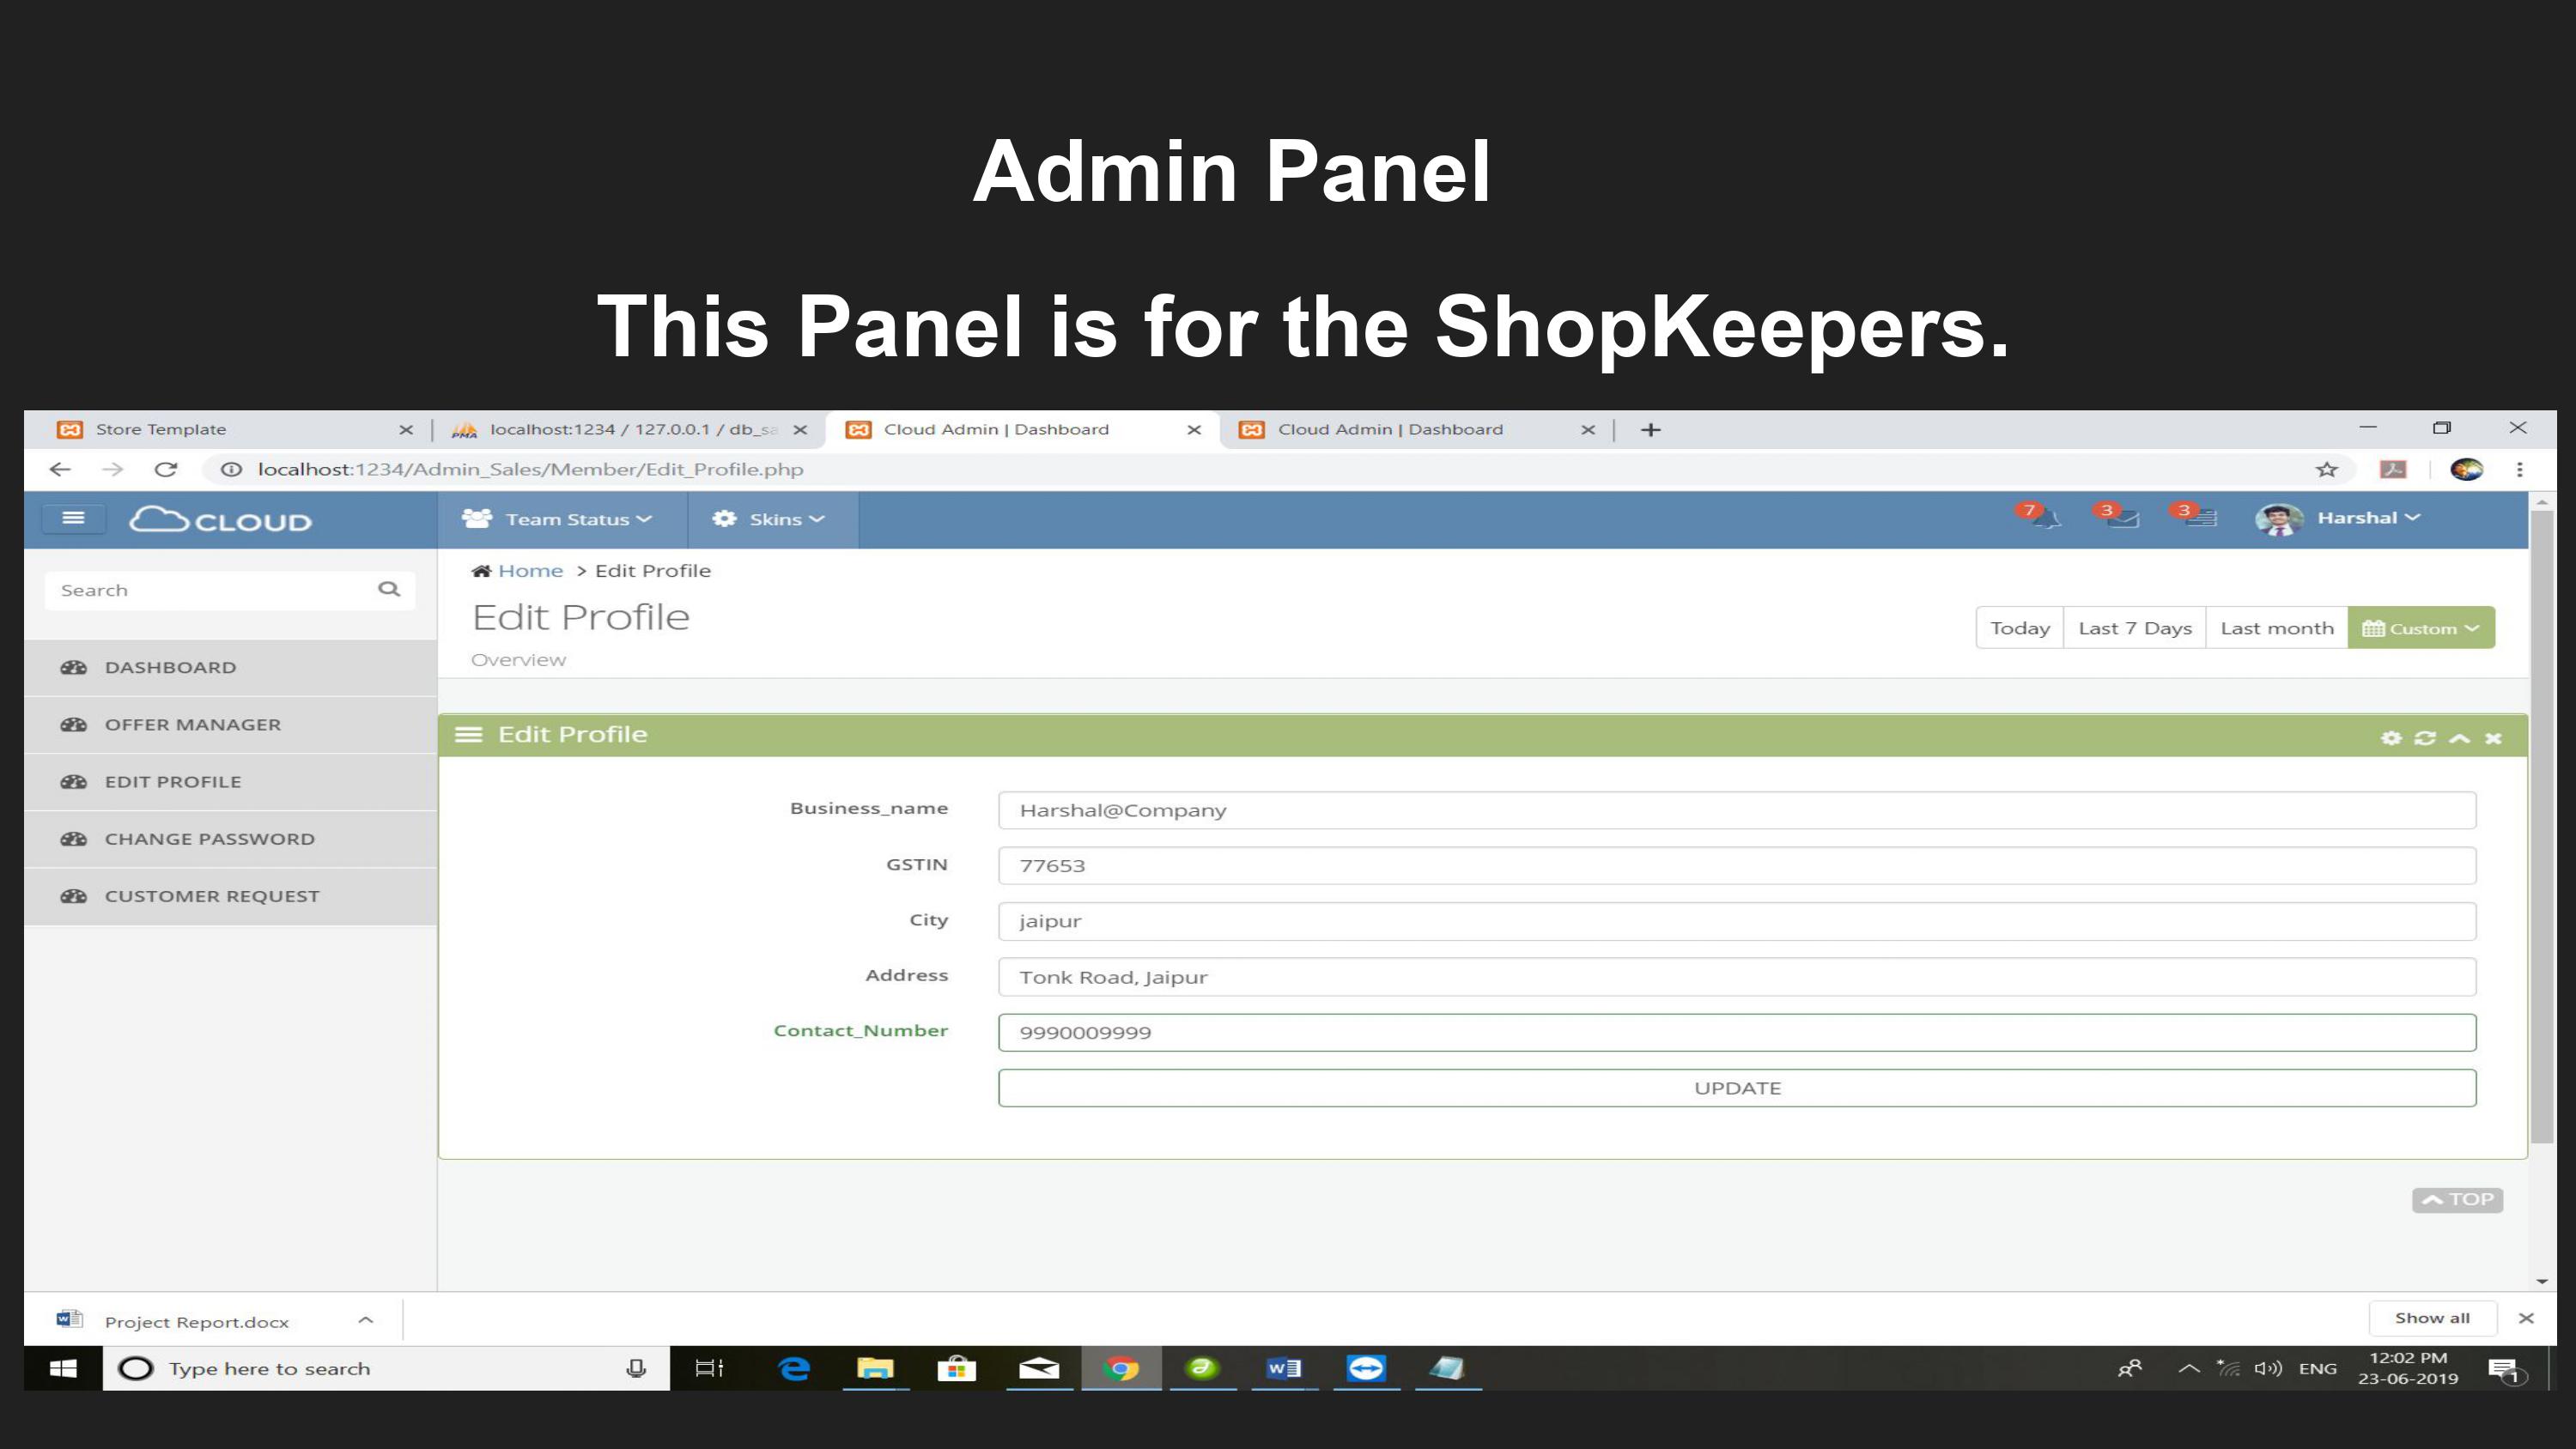 Admin Panel
This Panel is for the ShopKeepers.
Store Template
PMA localhost:1234 / 127.0.0.1 / db_sa
Cloud Admin | Dashboard
Cloud Admin | Dashboard
localhost:1234/Admin_Sales/Member/Edit_Profile.php
CLOUD
Team Status
Skins
7
3
3
Harshal
Search
Home > Edit Profile
Edit Profile
Overview
Today
Last 7 Days
Last month
Custom
DASHBOARD
OFFER MANAGER
EDIT PROFILE
CHANGE PASSWORD
CUSTOMER REQUEST
Edit Profile
Business_name Harshal@Company
GSTIN 77653
City jaipur
Address Tonk Road, Jaipur
Contact_Number 9990009999
UPDATE
TOP
Project Report.docx
Show all
Type here to search
ENG
12:02 PM
23-06-2019
1